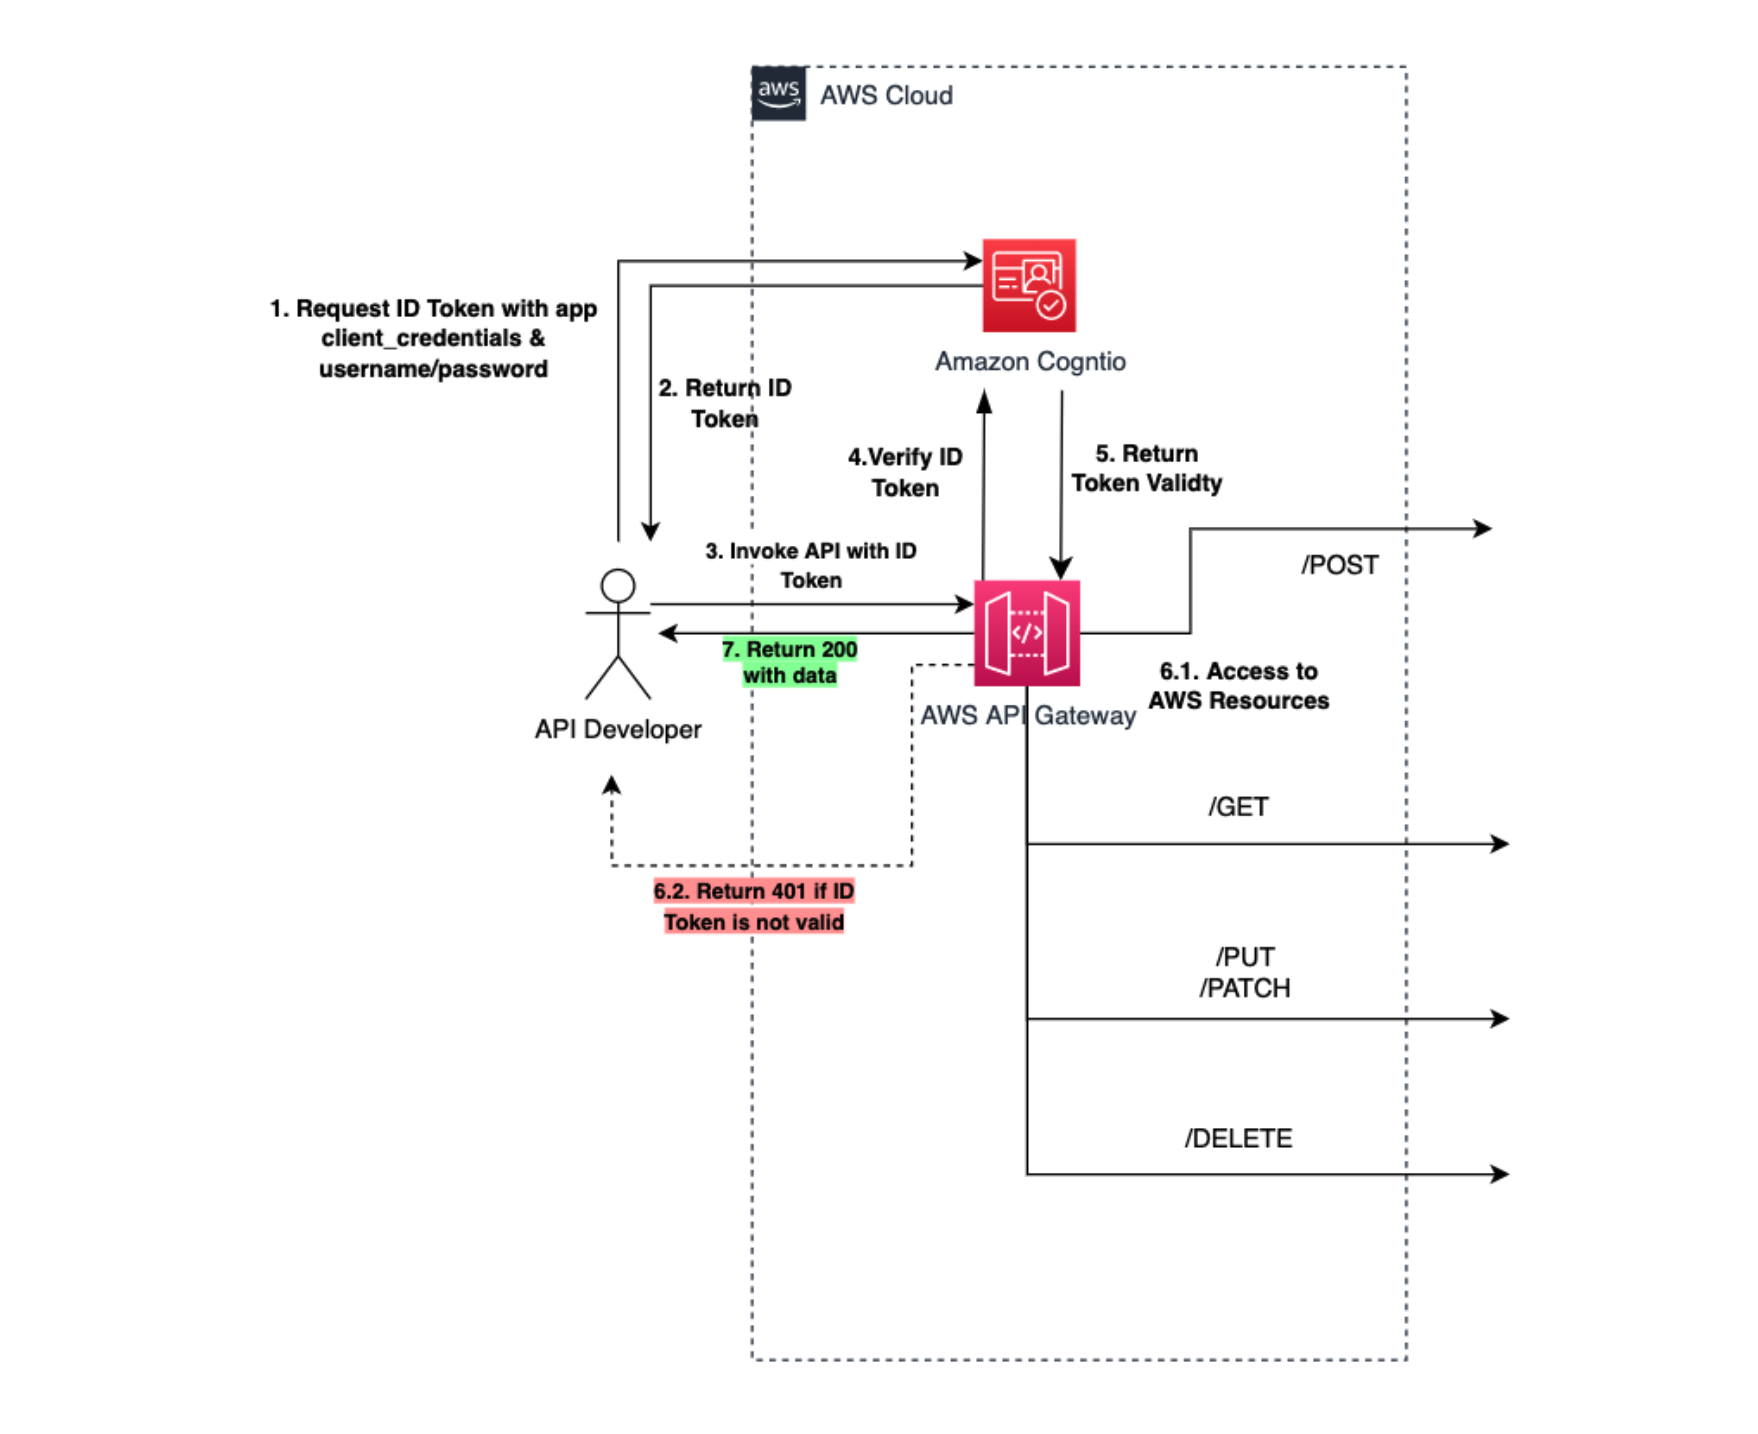 aws
AWS Cloud
1. Request ID Token with app
client_credentials &
username/password
Amazon Cogntio
2. Return ID
Token
4.Verify ID
Token
5. Return
Token Validty
3. Invoke API with ID
Token
/POST
7. Return 200
with data
6.1. Access to
AWS Resources
AWS API Gateway
API Developer
/GET
6.2. Return 401 if ID
Token is not valid
/PUT
/PATCH
/DELETE